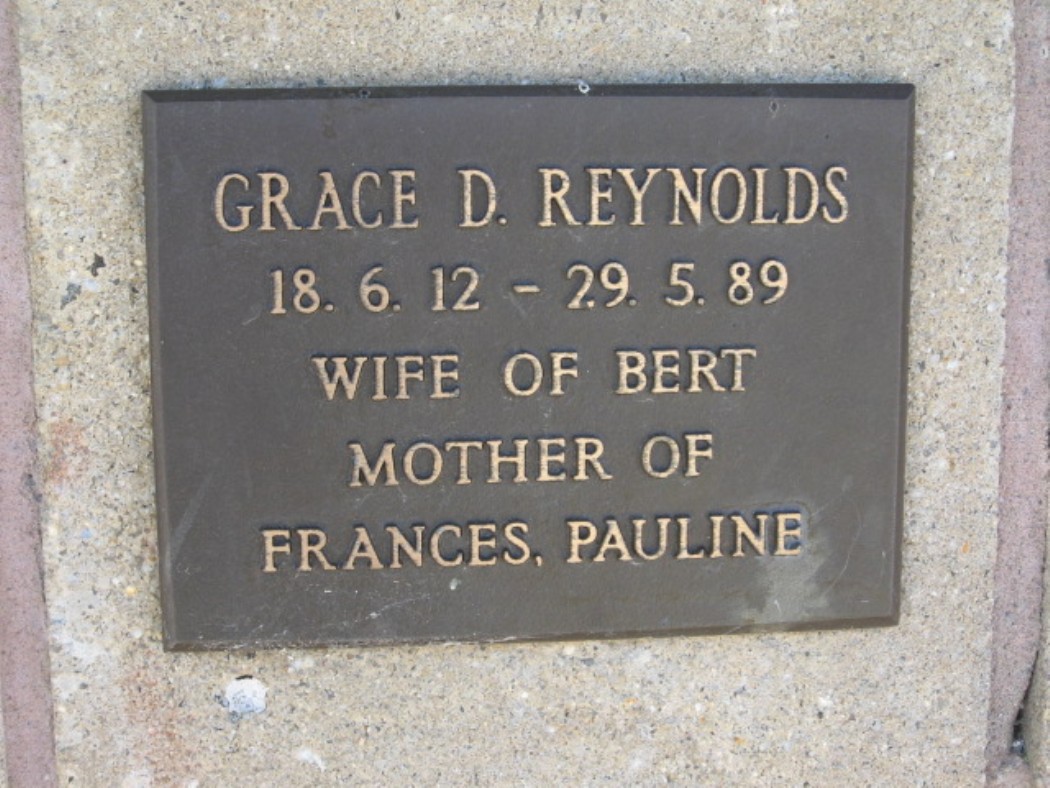 GRACE D. REYNOLDS
18. 6. 12 - 29. 5. 89
WIFE OF BERT
MOTHER OF
FRANCES, PAULINE